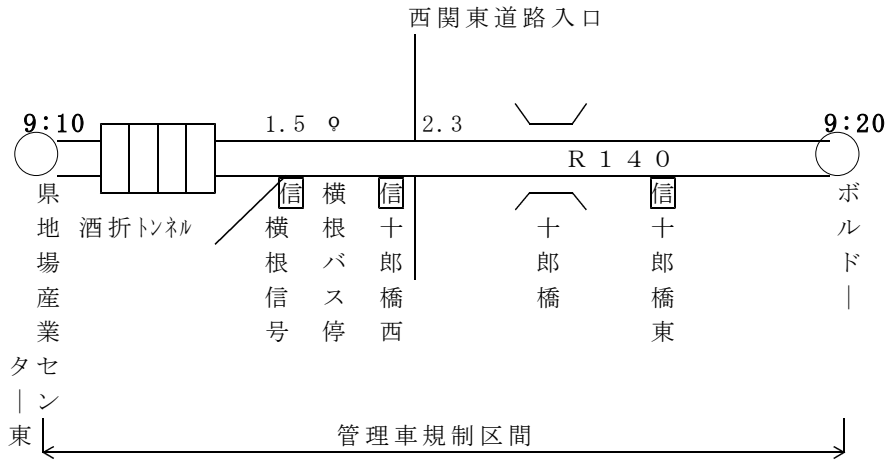 西関東道路入口
9:10
1.5
2.3
9:20
R140
酒折トンネル
県地場産業センター東
信
横根信号
横根バス停
信
十郎橋西
十郎橋
信
十郎橋東
ボルドー
管理車規制区間